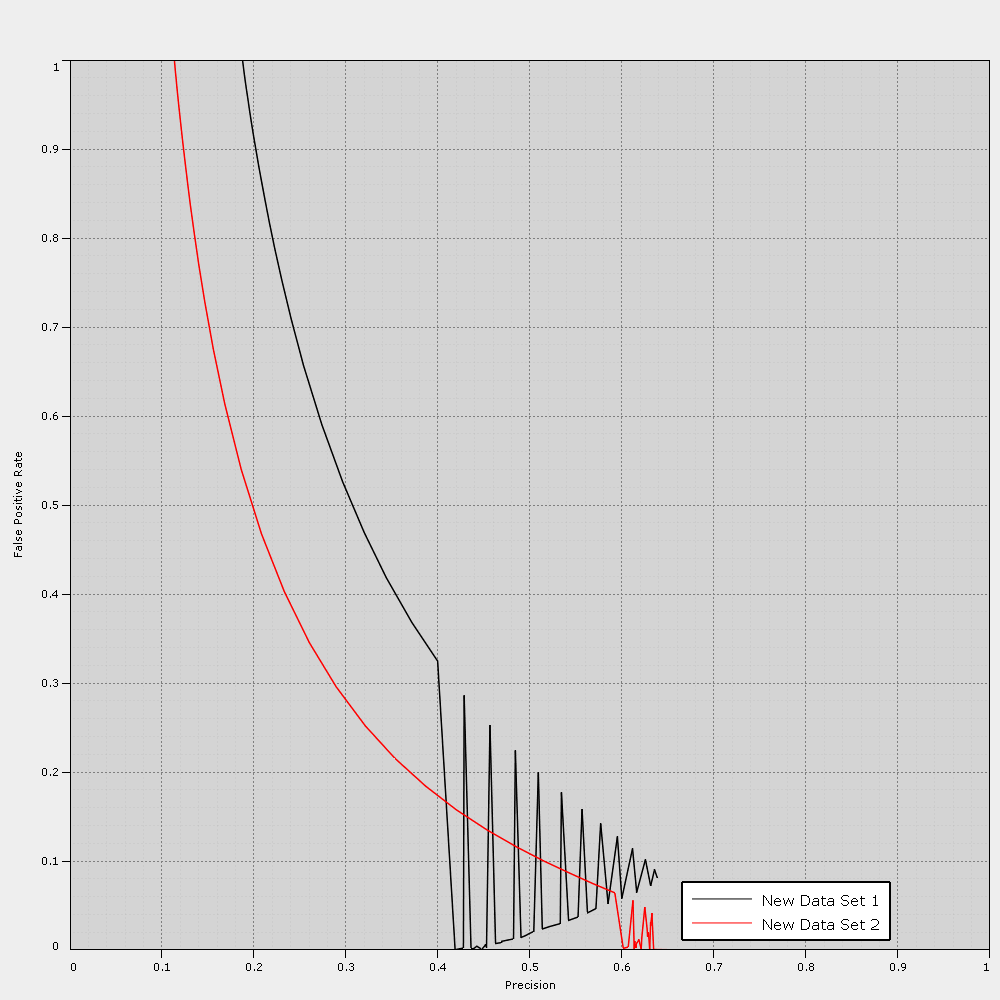 1
0.9
0.8
0.7
0.6
0.5
0.4
0.3
0.2
0.1
0
False Positive Rate
New Data Set 1
New Data Set 2
0 0.1 0.2 0.3 0.4 0.5 0.6 0.7 0.8 0.9 1
Precision